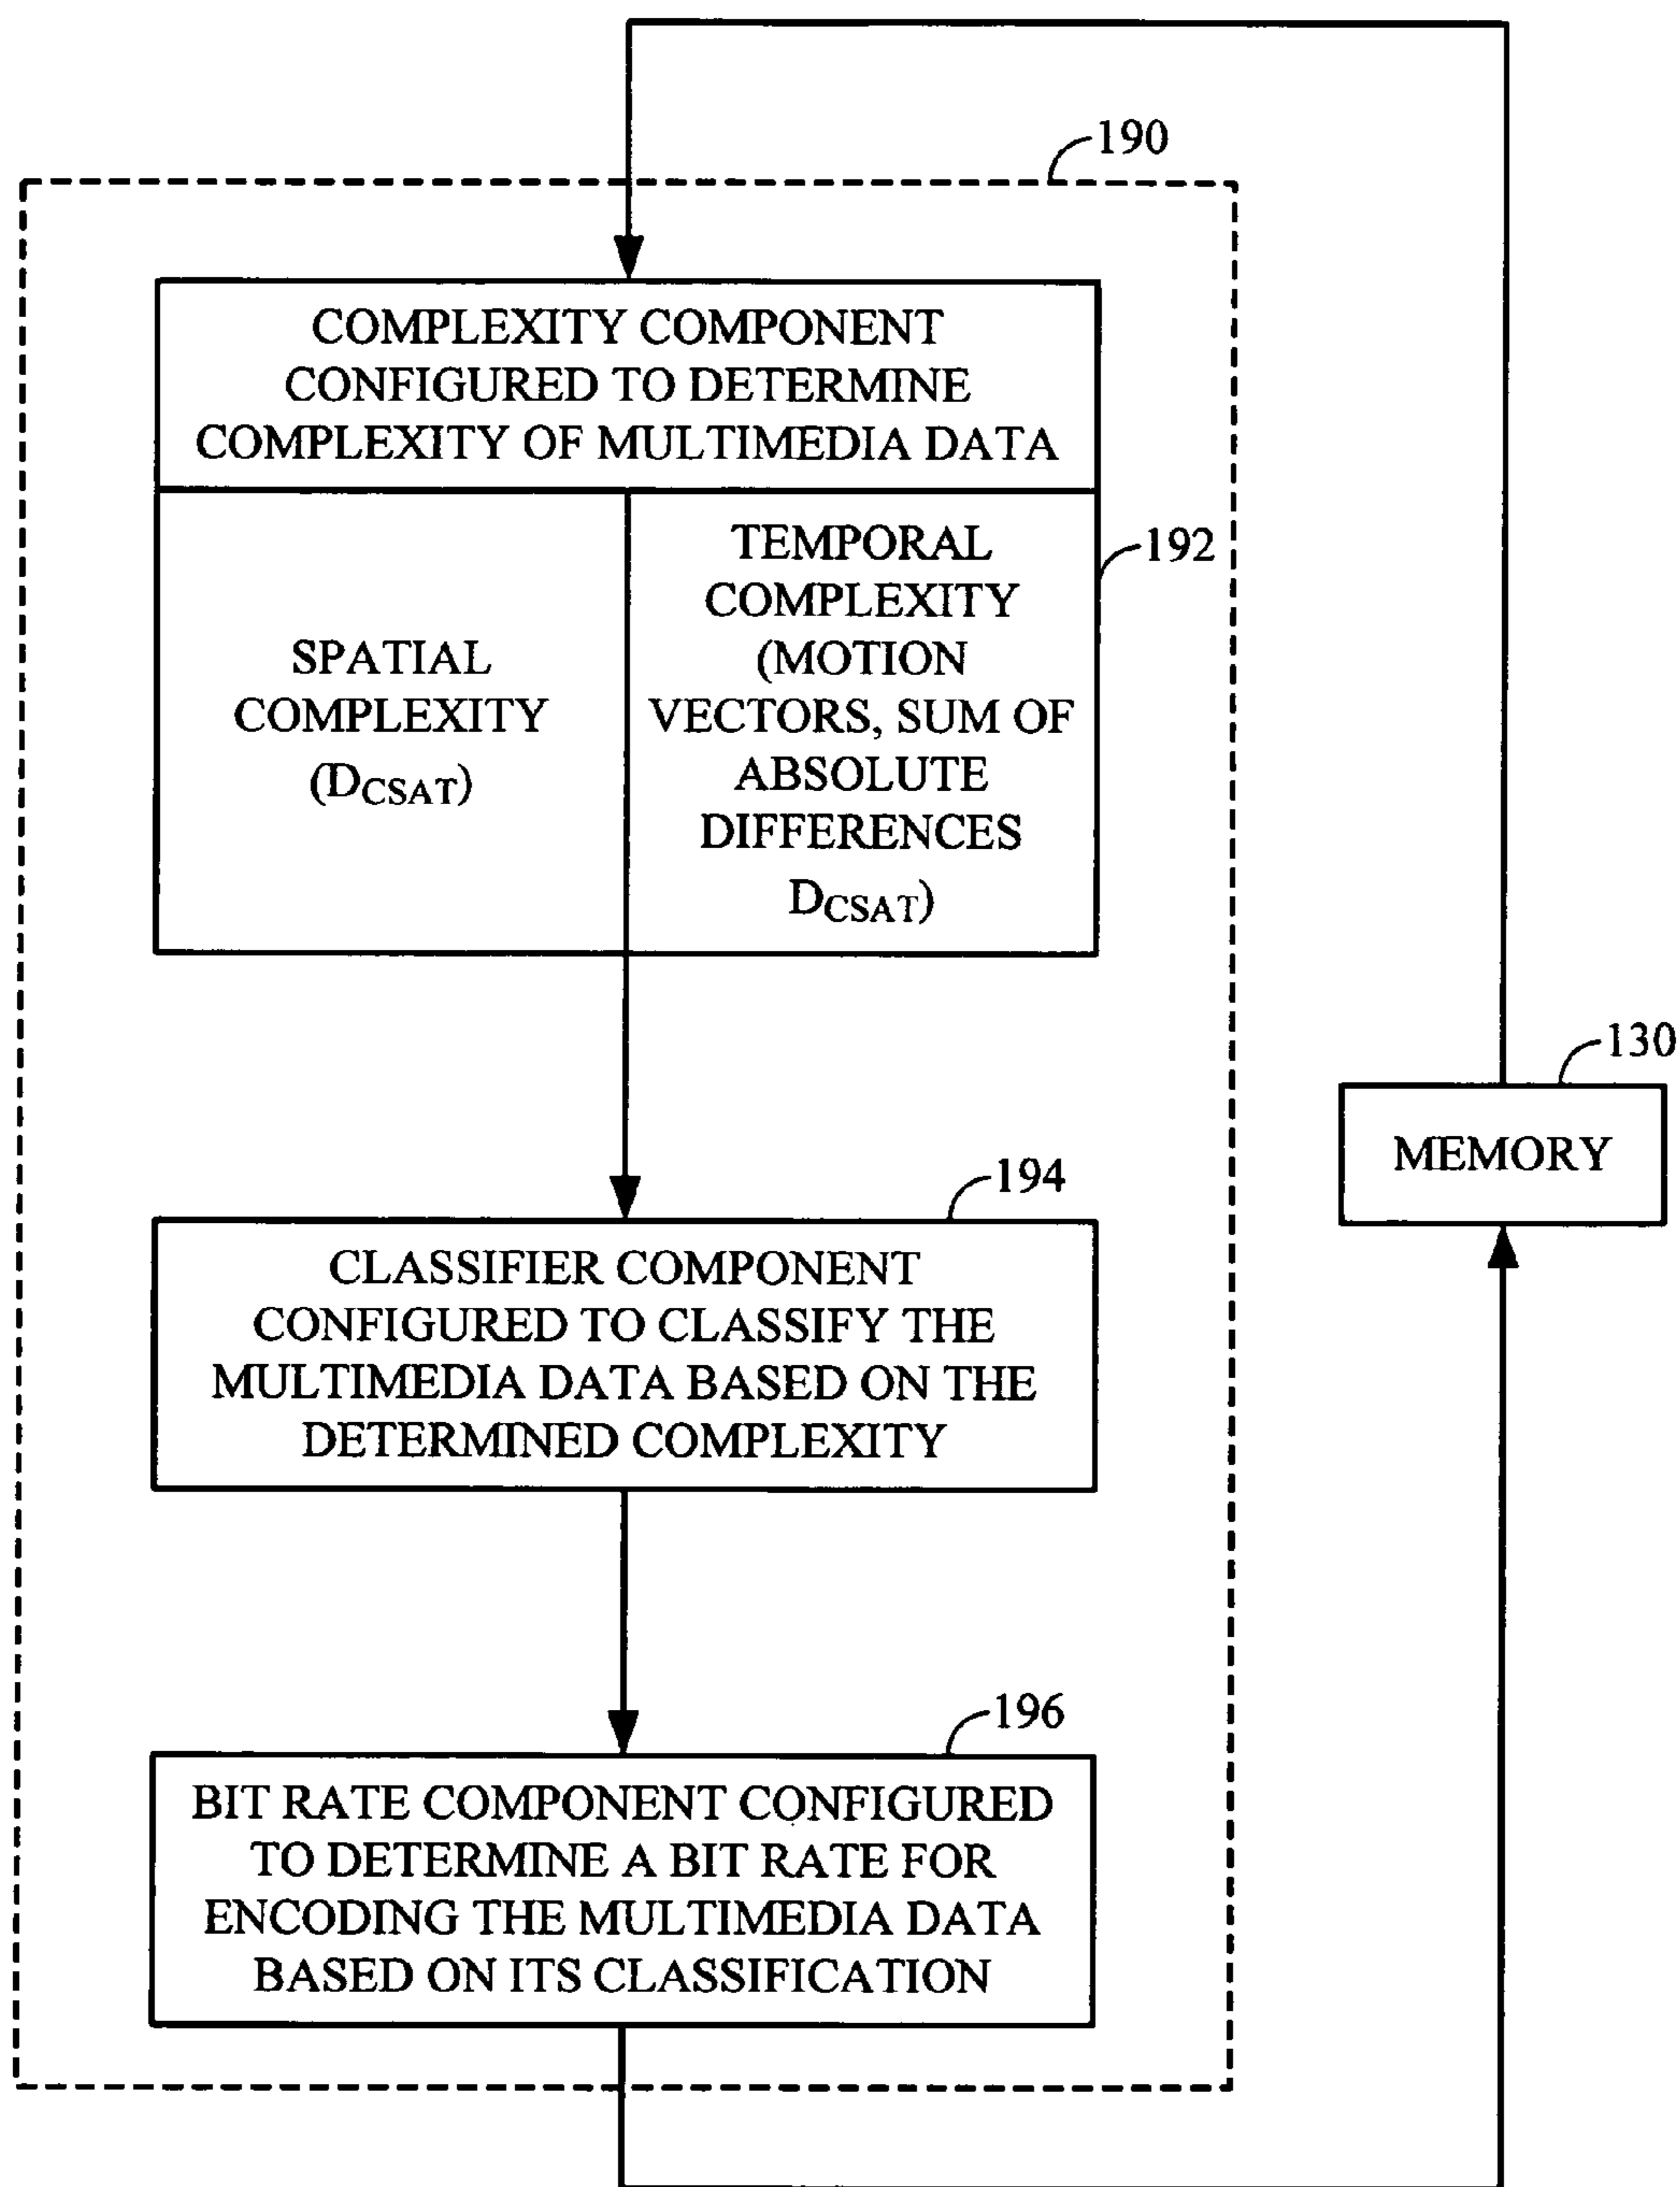 190
COMPLEXITY COMPONENT
CONFIGURED TO DETERMINE
COMPLEXITY OF MULTIMEDIA DATA
SPATIAL
COMPLEXITY
(DCSAT)
TEMPORAL
COMPLEXITY
(MOTION
VECTORS, SUM OF
ABSOLUTE
DIFFERENCES
DCSAT)
192
130
MEMORY
194
CLASSIFIER COMPONENT
CONFIGURED TO CLASSIFY THE
MULTIMEDIA DATA BASED ON THE
DETERMINED COMPLEXITY
196
BIT RATE COMPONENT CONFIGURED
TO DETERMINE A BIT RATE FOR
ENCODING THE MULTIMEDIA DATA
BASED ON ITS CLASSIFICATION